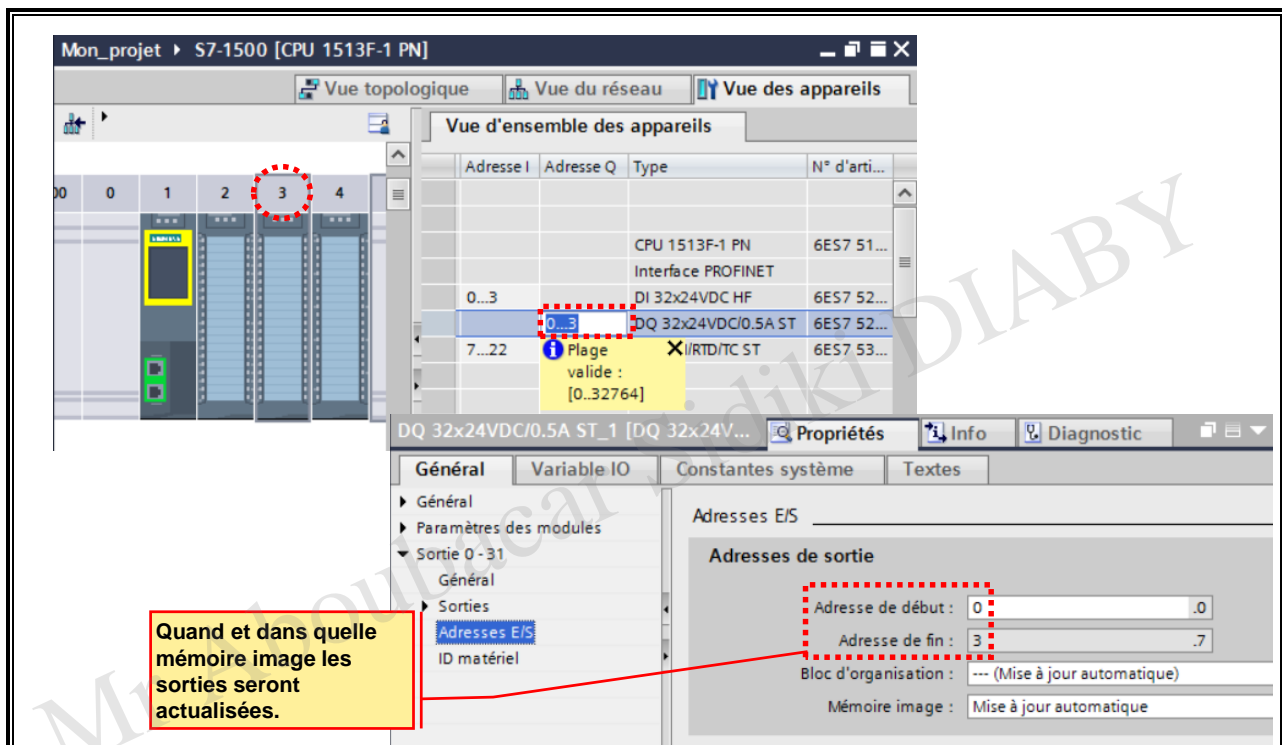 Mon_projet ▸ S7-1500 [CPU 1513F-1 PN]
Vue topologique Vue du réseau Vue des appareils
Vue d'ensemble des appareils
Adresse I Adresse Q Type N° d'arti...
0 1 2 3 4
CPU 1513F-1 PN 6ES7 51...
Interface PROFINET
0...3 DI 32x24VDC HF 6ES7 52...
0...3 DQ 32x24VDC/0.5A ST 6ES7 52...
7...22 I/RTD/TC ST 6ES7 53...
Plage
valide :
[0..32764]
DQ 32x24VDC/0.5A ST_1 [DQ 32x24V... Propriétés Info Diagnostic
Général Variable IO Constantes système Textes
Général
Paramètres des modules
Sortie 0 - 31
Général
Sorties
Adresses E/S
ID matériel
Adresses E/S
Adresses de sortie
Adresse de début : 0 .0
Adresse de fin : 3 .7
Bloc d'organisation : --- (Mise à jour automatique)
Mémoire image : Mise à jour automatique
Quand et dans quelle
mémoire image les
sorties seront
actualisées.
Mr Aboubacar Sidiki DIABY